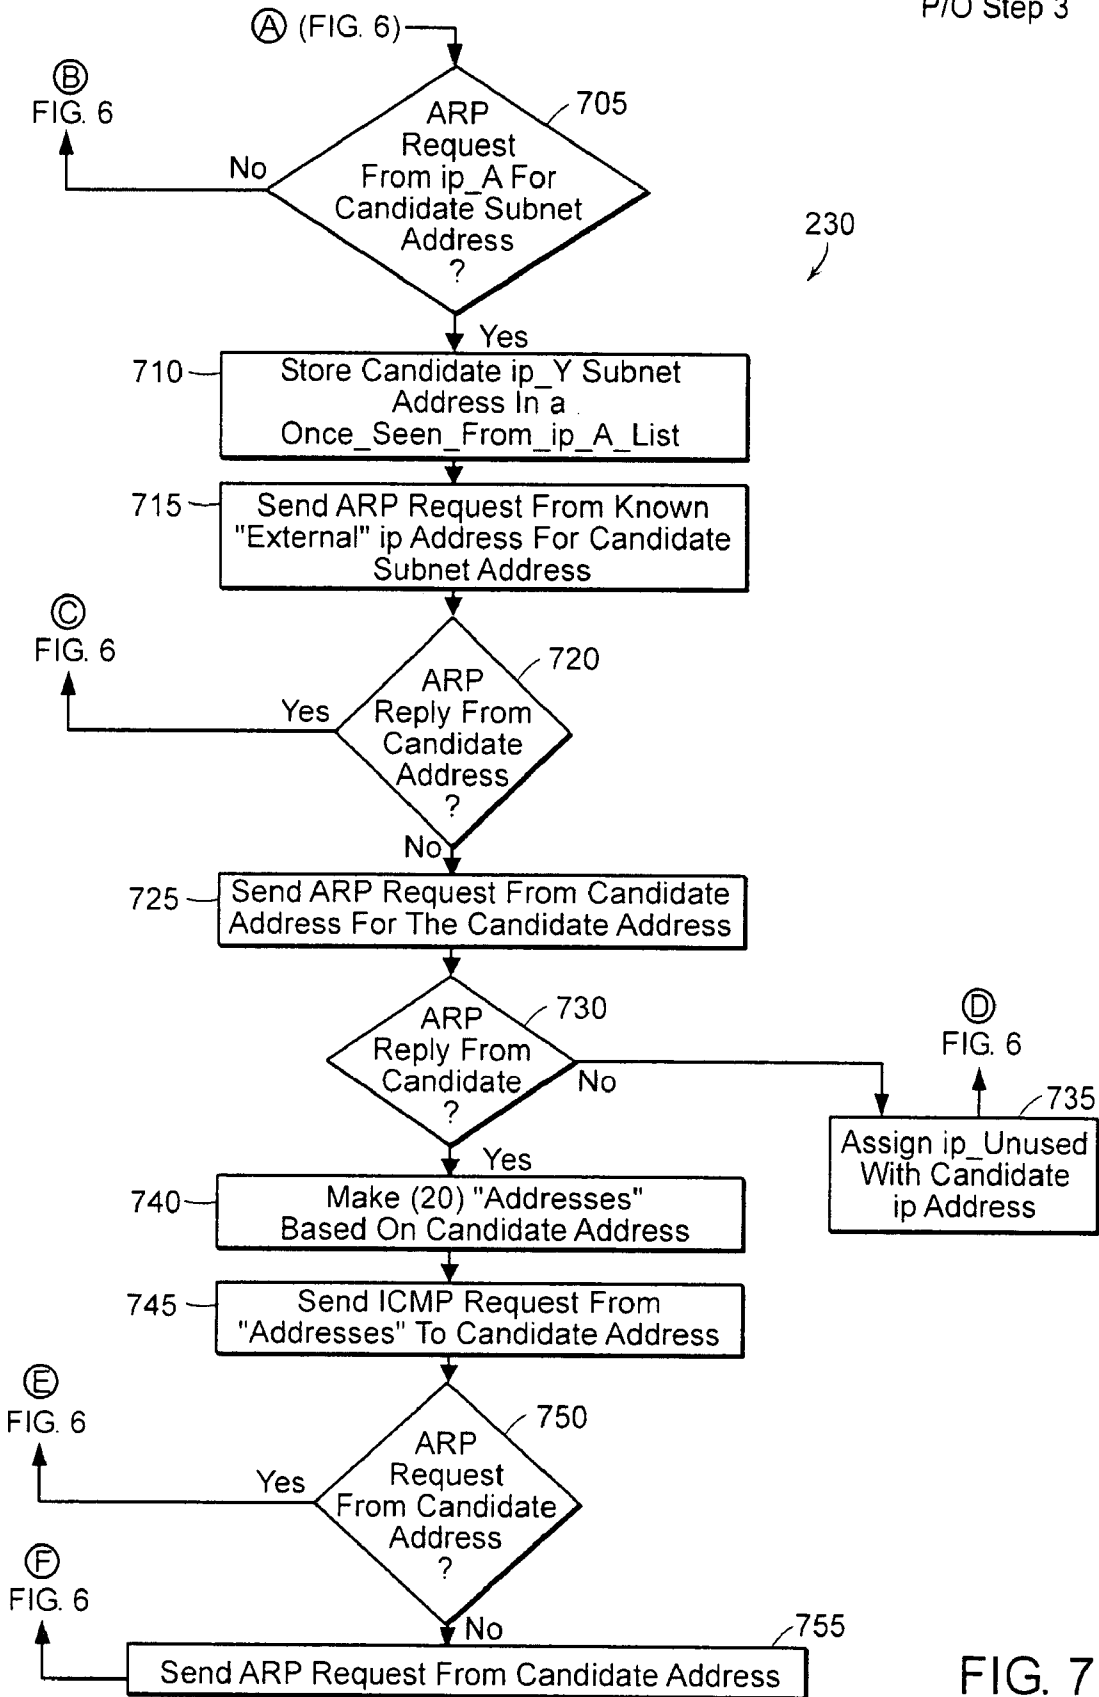 P/O Step 3
Ⓐ (FIG. 6)
Ⓑ
FIG. 6
705
ARP
Request
From ip_A For
Candidate Subnet
Address
?
No
230
Yes
710
Store Candidate ip_Y Subnet
Address In a
Once_Seen_From_ip_A_List
715
Send ARP Request From Known
"External" ip Address For Candidate
Subnet Address
Ⓒ
FIG. 6
720
ARP
Reply From
Candidate
Address
?
Yes
No
725
Send ARP Request From Candidate
Address For The Candidate Address
730
ARP
Reply From
Candidate
?
No
Ⓓ
FIG. 6
735
Assign ip_Unused
With Candidate
ip Address
Yes
740
Make (20) "Addresses"
Based On Candidate Address
745
Send ICMP Request From
"Addresses" To Candidate Address
Ⓔ
FIG. 6
750
ARP
Request
From Candidate
Address
?
Yes
Ⓕ
FIG. 6
No
755
Send ARP Request From Candidate Address
FIG. 7